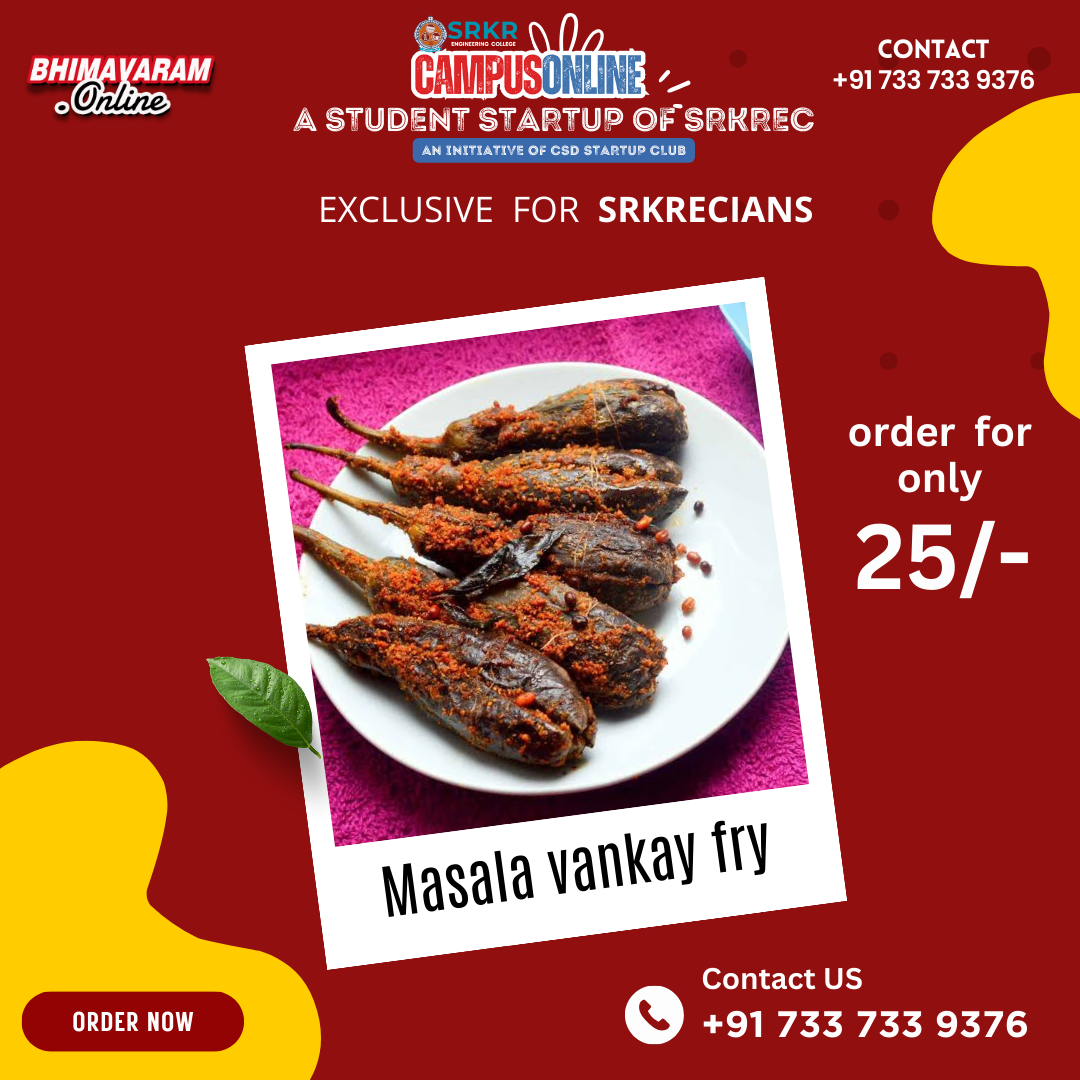 BHIMAVARAM
.Online
SRKR
ENGINEERING COLLEGE
CAMPUSONLINE
A STUDENT STARTUP OF SRKREC
AN INITIATIVE OF CSD STARTUP CLUB
CONTACT
+91 733 733 9376
EXCLUSIVE FOR SRKRECIANS
order for
only
25/-
Masala vankay fry
ORDER NOW
Contact US
+91 733 733 9376